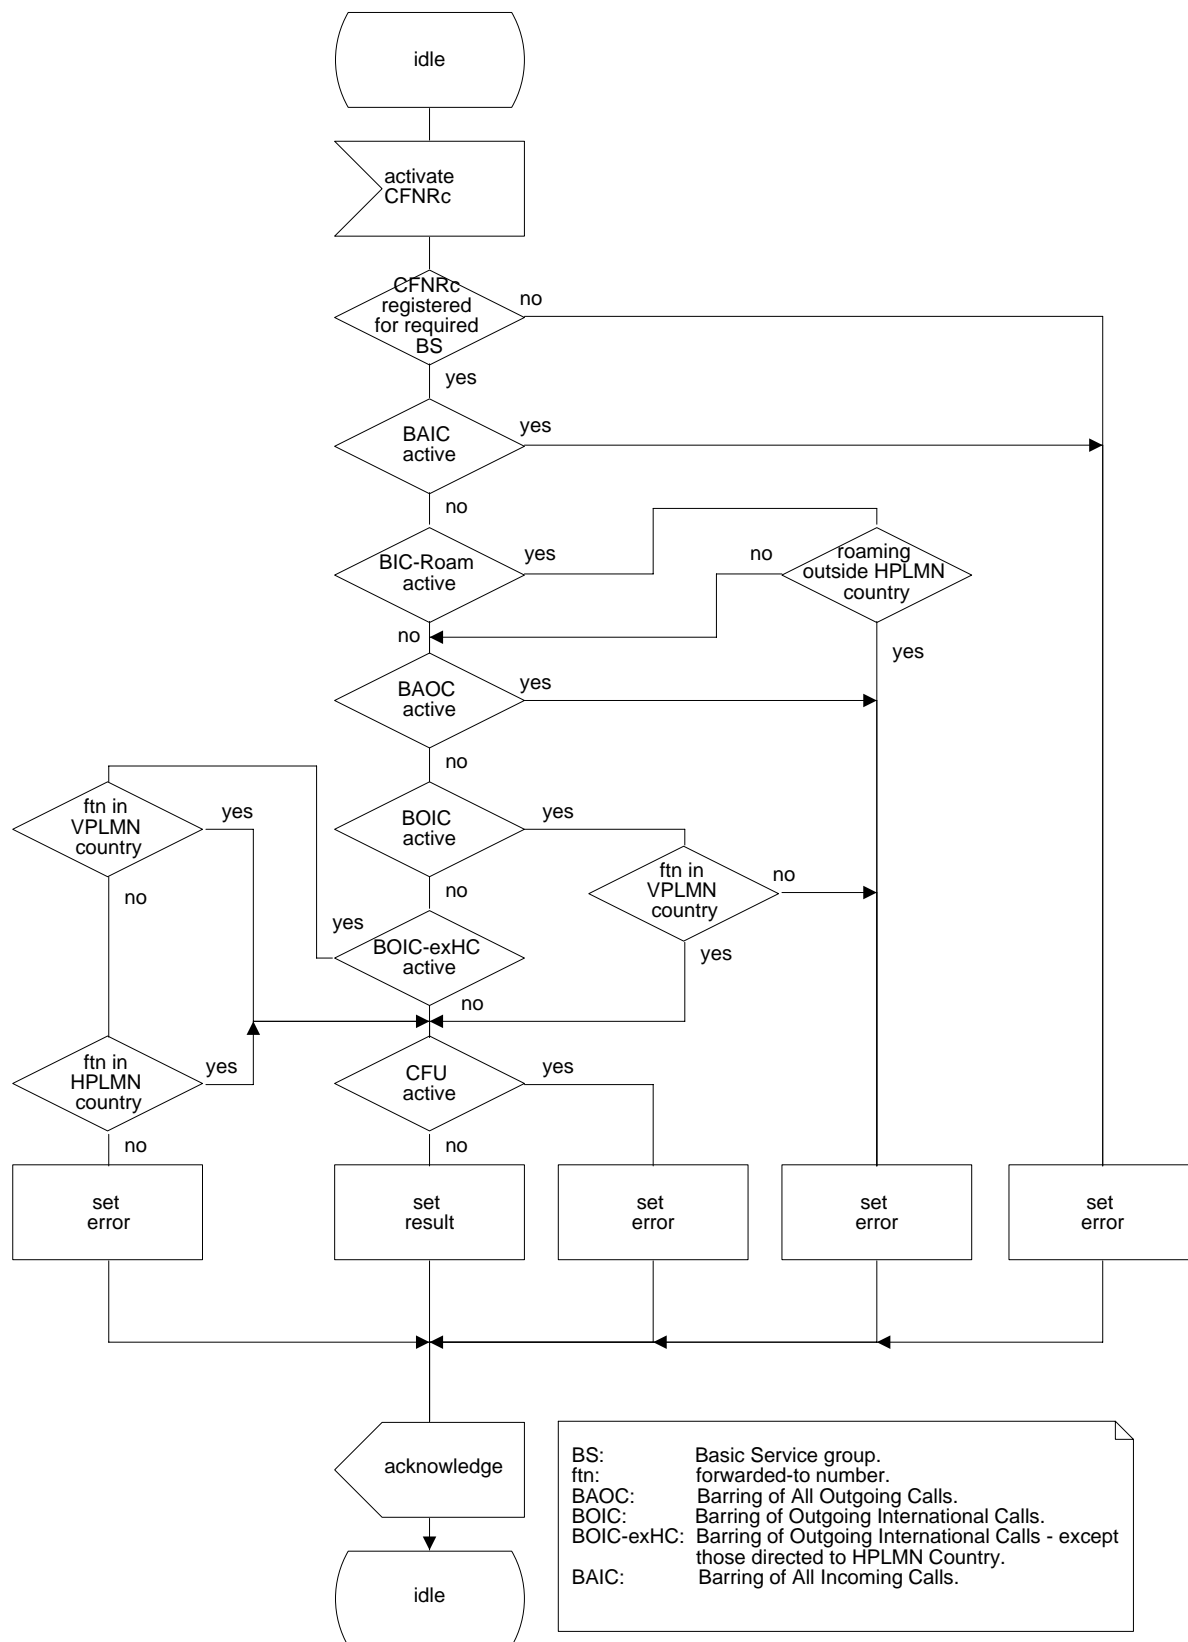 idle
activate
CFNRc
CFNRc
registered
for required
BS
no
yes
BAIC
active
yes
no
BIC-Roam
active
yes
no
roaming
outside HPLMN
country
no
yes
BAOC
active
yes
no
ftn in
VPLMN
country
yes
no
BOIC
active
yes
no
ftn in
VPLMN
country
no
yes
yes
BOIC-exHC
active
no
ftn in
HPLMN
country
yes
no
CFU
active
yes
no
set
error
set
result
set
error
set
error
set
error
acknowledge
BS: Basic Service group.
ftn: forwarded-to number.
BAOC: Barring of All Outgoing Calls.
BOIC: Barring of Outgoing International Calls.
BOIC-exHC: Barring of Outgoing International Calls - except
those directed to HPLMN Country.
BAIC: Barring of All Incoming Calls.
idle